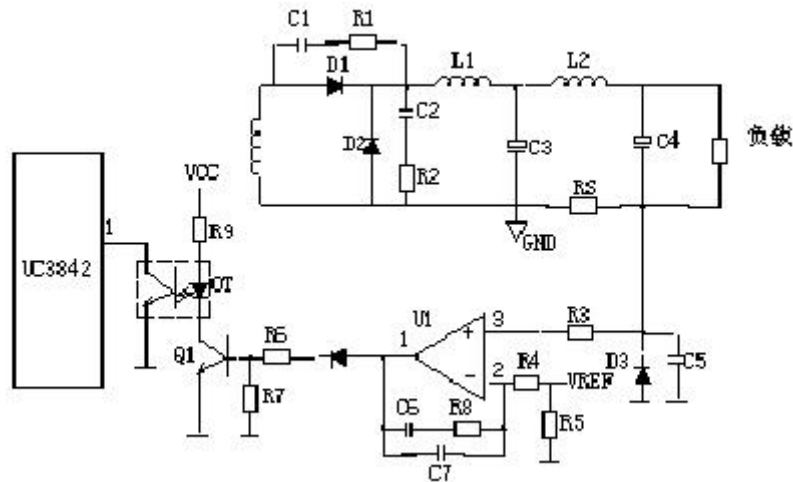 C1
R1
D1
L1
L2
C2
D2
R2
C3
C4
负载
RS
GND
VCC
R9
1
UC3842
OT
Q1
R6
R7
1
U1
3
+
-
2
R3
R4
VREF
D3
C5
R5
C6
R8
C7